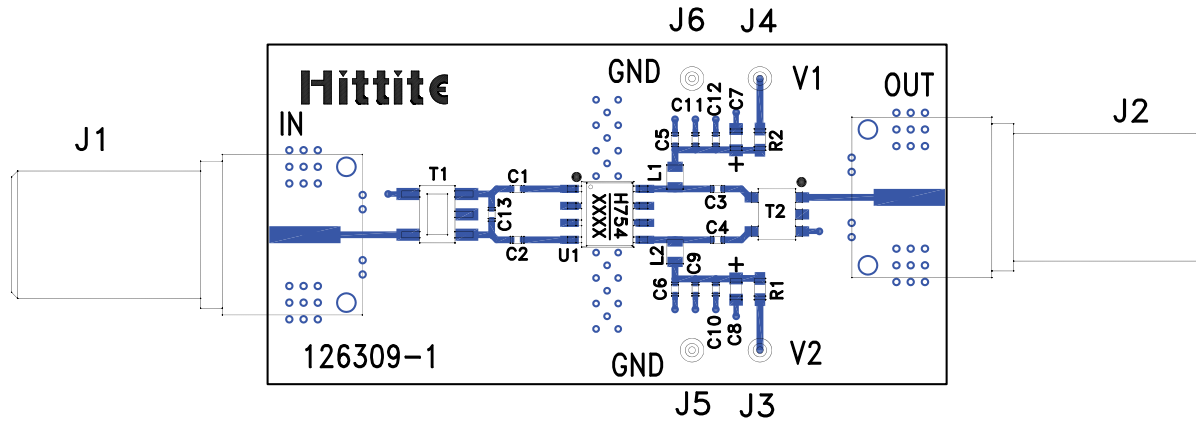 J6 J4
GND V1
Hittite
OUT
J2
J1
IN
C11 C12 C7
C5 R2
+
L1
T1 C1 C3
C13 H754
XXXX
T2
C2 U1 C4
L2 C9
+
C6 R1
C10 C8
126309-1
GND V2
J5 J3